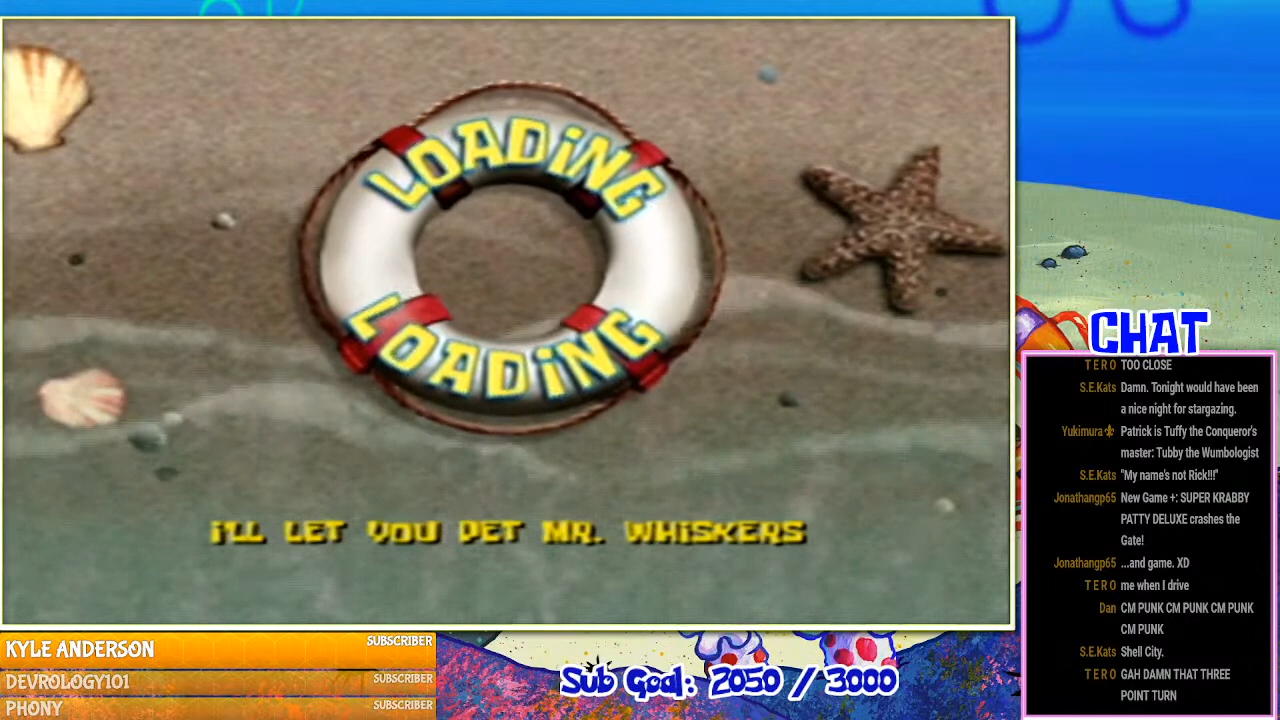 LOADiNG
LOADiNG
i'LL LET YOU PET MR. WHiSKERS
CHAT
TERO TOO CLOSE
S.E.Kats Damn. Tonight would have been
a nice night for stargazing.
Yukimura Patrick is Tuffy the Conqueror's
master: Tubby the Wumbologist
S.E.Kats "My name's not Rick!!!"
Jonathangp65 New Game +: SUPER KRABBY
PATTY DELUXE crashes the
Gate!
Jonathangp65 ...and game. XD
TERO me when I drive
Dan CM PUNK CM PUNK CM PUNK
CM PUNK
S.E.Kats Shell City.
TERO GAH DAMN THAT THREE
POINT TURN
KYLE ANDERSON SUBSCRIBER
DEVROLOGY101 SUBSCRIBER
PHONY SUBSCRIBER
Sub Goal: 2050 / 3000